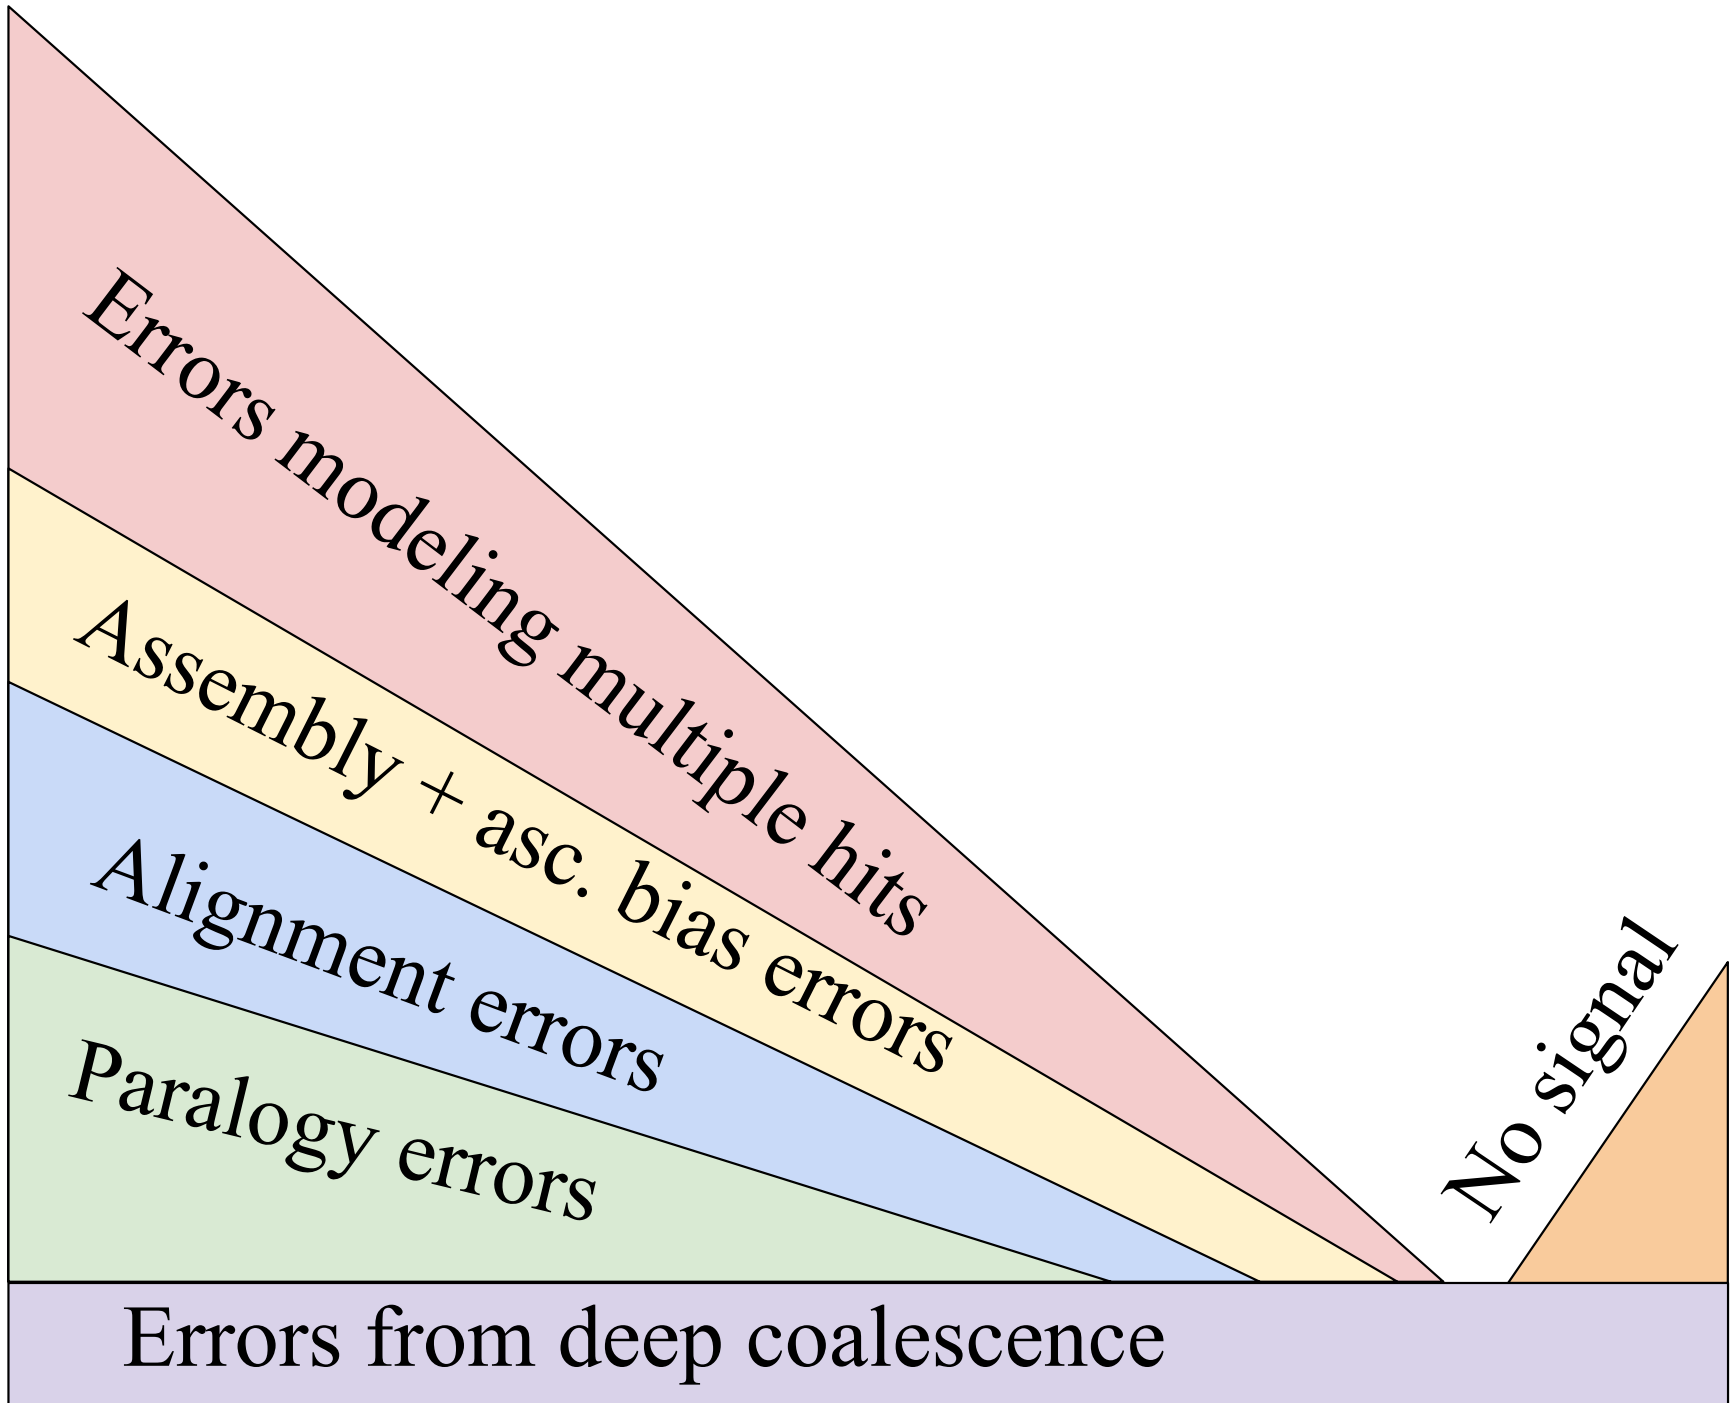 Errors modeling multiple hits
Assembly + asc. bias errors
Alignment errors
Paralogy errors
No signal
Errors from deep coalescence